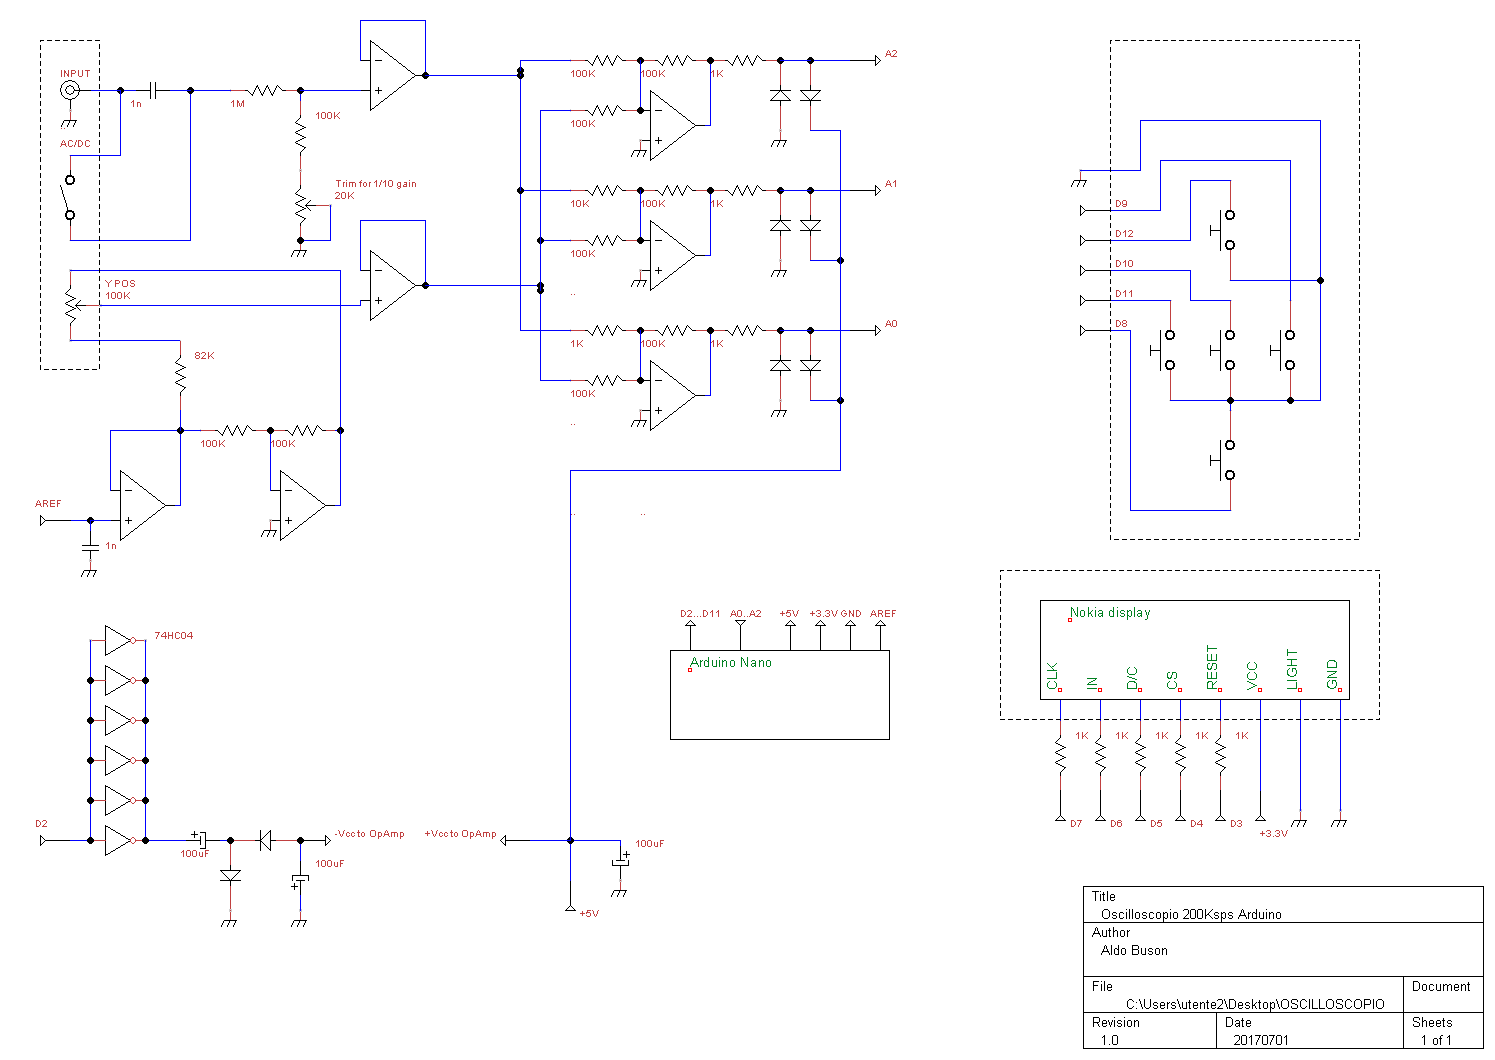 INPUT
1n
1M
100K
AC/DC
Trim for 1/10 gain
20K
Y POS
100K
82K
100K
100K
AREF
1n
100K
100K
1K
A2
100K
10K
100K
1K
A1
100K
1K
100K
1K
A0
100K
D9
D12
D10
D11
D8
74HC04
D2
100uF
-Vcc to OpAmp
100uF
+Vcc to OpAmp
100uF
+5V
D2...D11 A0..A2 +5V +3.3V GND AREF
Arduino Nano
Nokia display
CLK
IN
D/C
CS
RESET
VCC
LIGHT
GND
1K 1K 1K 1K 1K
D7 D6 D5 D4 D3 +3.3V
Title
Oscilloscopio 200Ksps Arduino
Author
Aldo Buson
File
C:\Users\utente2\Desktop\OSCILLOSCOPIO
Document
Revision
1.0
Date
20170701
Sheets
1 of 1